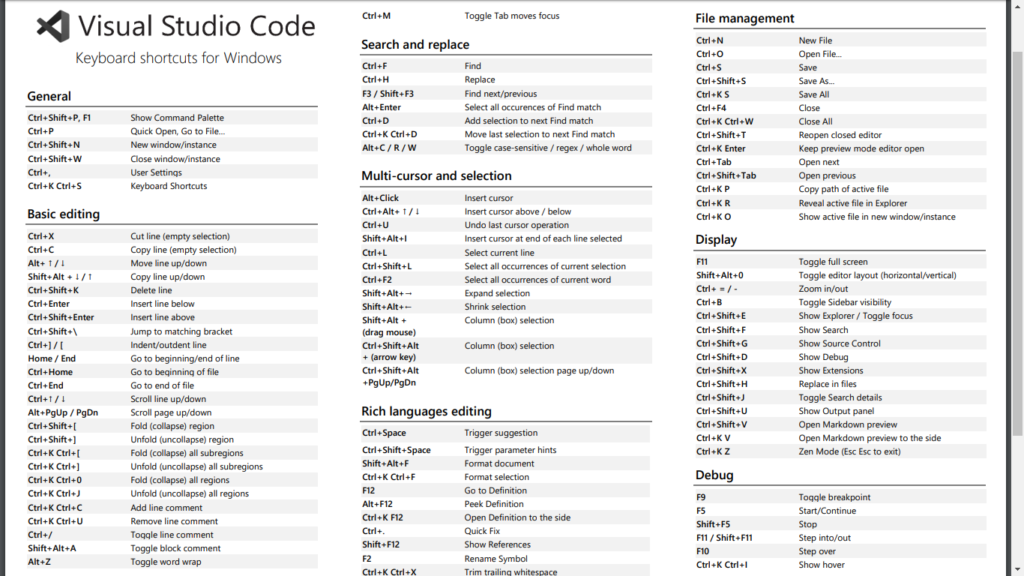 Visual Studio Code
Keyboard shortcuts for Windows
General
Ctrl+Shift+P, F1 Show Command Palette
Ctrl+P Quick Open, Go to File...
Ctrl+Shift+N New window/instance
Ctrl+Shift+W Close window/instance
Ctrl+, User Settings
Ctrl+K Ctrl+S Keyboard Shortcuts
Basic editing
Ctrl+X Cut line (empty selection)
Ctrl+C Copy line (empty selection)
Alt+ ↑ / ↓ Move line up/down
Shift+Alt + ↓ / ↑ Copy line up/down
Ctrl+Shift+K Delete line
Ctrl+Enter Insert line below
Ctrl+Shift+Enter Insert line above
Ctrl+Shift+\ Jump to matching bracket
Ctrl+] / [ Indent/outdent line
Home / End Go to beginning/end of line
Ctrl+Home Go to beginning of file
Ctrl+End Go to end of file
Ctrl+↑ / ↓ Scroll line up/down
Alt+PgUp / PgDn Scroll page up/down
Ctrl+Shift+[ Fold (collapse) region
Ctrl+Shift+] Unfold (uncollapse) region
Ctrl+K Ctrl+[ Fold (collapse) all subregions
Ctrl+K Ctrl+] Unfold (uncollapse) all subregions
Ctrl+K Ctrl+0 Fold (collapse) all regions
Ctrl+K Ctrl+J Unfold (uncollapse) all regions
Ctrl+K Ctrl+C Add line comment
Ctrl+K Ctrl+U Remove line comment
Ctrl+/ Toggle line comment
Shift+Alt+A Toggle block comment
Alt+Z Toggle word wrap
Ctrl+M Toggle Tab moves focus
Search and replace
Ctrl+F Find
Ctrl+H Replace
F3 / Shift+F3 Find next/previous
Alt+Enter Select all occurences of Find match
Ctrl+D Add selection to next Find match
Ctrl+K Ctrl+D Move last selection to next Find match
Alt+C / R / W Toggle case-sensitive / regex / whole word
Multi-cursor and selection
Alt+Click Insert cursor
Ctrl+Alt+ ↑ / ↓ Insert cursor above / below
Ctrl+U Undo last cursor operation
Shift+Alt+I Insert cursor at end of each line selected
Ctrl+L Select current line
Ctrl+Shift+L Select all occurrences of current selection
Ctrl+F2 Select all occurrences of current word
Shift+Alt+→ Expand selection
Shift+Alt+← Shrink selection
Shift+Alt + Column (box) selection
(drag mouse)
Ctrl+Shift+Alt Column (box) selection
+ (arrow key)
Ctrl+Shift+Alt Column (box) selection page up/down
+PgUp/PgDn
Rich languages editing
Ctrl+Space Trigger suggestion
Ctrl+Shift+Space Trigger parameter hints
Shift+Alt+F Format document
Ctrl+K Ctrl+F Format selection
F12 Go to Definition
Alt+F12 Peek Definition
Ctrl+K F12 Open Definition to the side
Ctrl+. Quick Fix
Shift+F12 Show References
F2 Rename Symbol
Ctrl+K Ctrl+X Trim trailing whitespace
File management
Ctrl+N New File
Ctrl+O Open File...
Ctrl+S Save
Ctrl+Shift+S Save As...
Ctrl+K S Save All
Ctrl+F4 Close
Ctrl+K Ctrl+W Close All
Ctrl+Shift+T Reopen closed editor
Ctrl+K Enter Keep preview mode editor open
Ctrl+Tab Open next
Ctrl+Shift+Tab Open previous
Ctrl+K P Copy path of active file
Ctrl+K R Reveal active file in Explorer
Ctrl+K O Show active file in new window/instance
Display
F11 Toggle full screen
Shift+Alt+0 Toggle editor layout (horizontal/vertical)
Ctrl+ = / - Zoom in/out
Ctrl+B Toggle Sidebar visibility
Ctrl+Shift+E Show Explorer / Toggle focus
Ctrl+Shift+F Show Search
Ctrl+Shift+G Show Source Control
Ctrl+Shift+D Show Debug
Ctrl+Shift+X Show Extensions
Ctrl+Shift+H Replace in files
Ctrl+Shift+J Toggle Search details
Ctrl+Shift+U Show Output panel
Ctrl+Shift+V Open Markdown preview
Ctrl+K V Open Markdown preview to the side
Ctrl+K Z Zen Mode (Esc Esc to exit)
Debug
F9 Toggle breakpoint
F5 Start/Continue
Shift+F5 Stop
F11 / Shift+F11 Step into/out
F10 Step over
Ctrl+K Ctrl+I Show hover